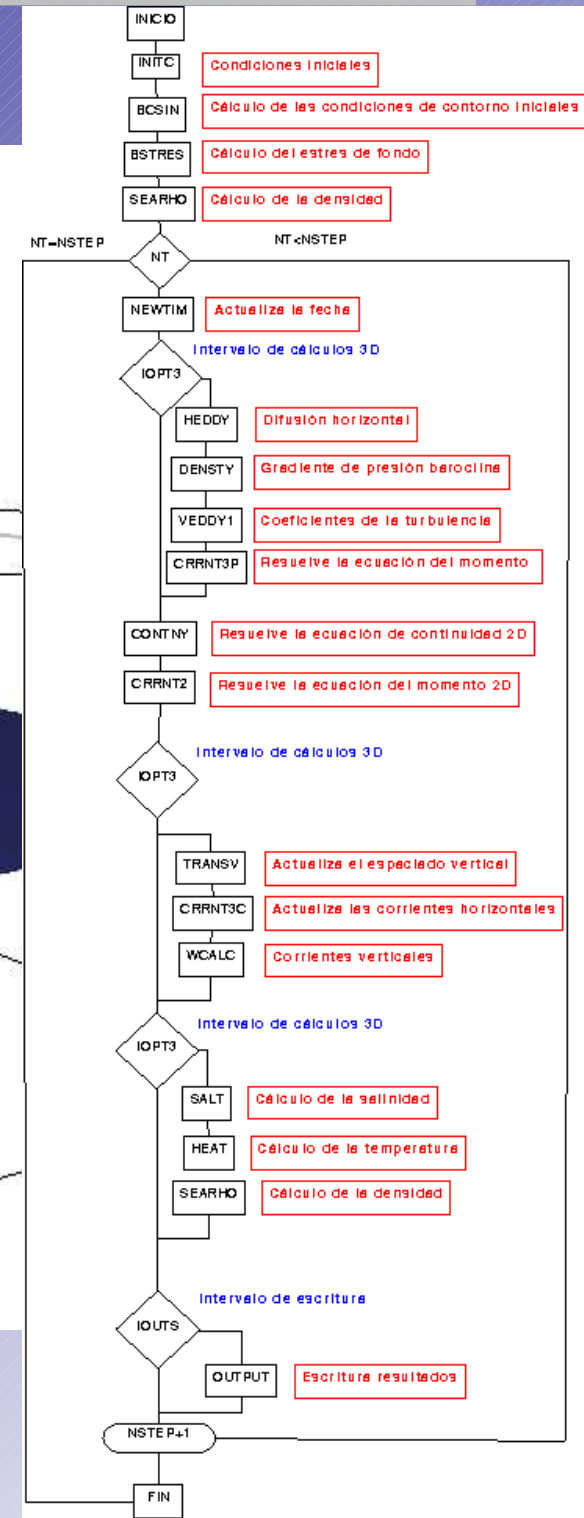 INICIO
INITC
Condiciones Iniciales
BCSIN
Cálculo de las condiciones de contorno Iniciales
BSTRES
Cálculo del estres de fondo
SEARHO
Cálculo de la densidad
NT=NSTEP
NT<NSTEP
NT
NEWTIM
Actualiza la fecha
Intervalo de cálculos 3D
IOPT3
HEDDY
Difusión horizontal
DENSTY
Gradiente de presión baroclina
VEDDY1
Coeficientes de la turbulencia
CRRNT3P
Resuelve la ecuación del momento
CONTNY
Resuelve la ecuación de continuidad 2D
CRRNT2
Resuelve la ecuación del momento 2D
Intervalo de cálculos 3D
IOPT3
TRANSV
Actualiza el espaciado vertical
CRRNT3C
Actualiza las corrientes horizontales
WCALC
Corrientes verticales
Intervalo de cálculos 3D
IOPT3
SALT
Cálculo de la salinidad
HEAT
Cálculo de la temperatura
SEARHO
Cálculo de la densidad
Intervalo de escritura
IOUTS
OUTPUT
Escritura resultados
NSTEP+1
FIN